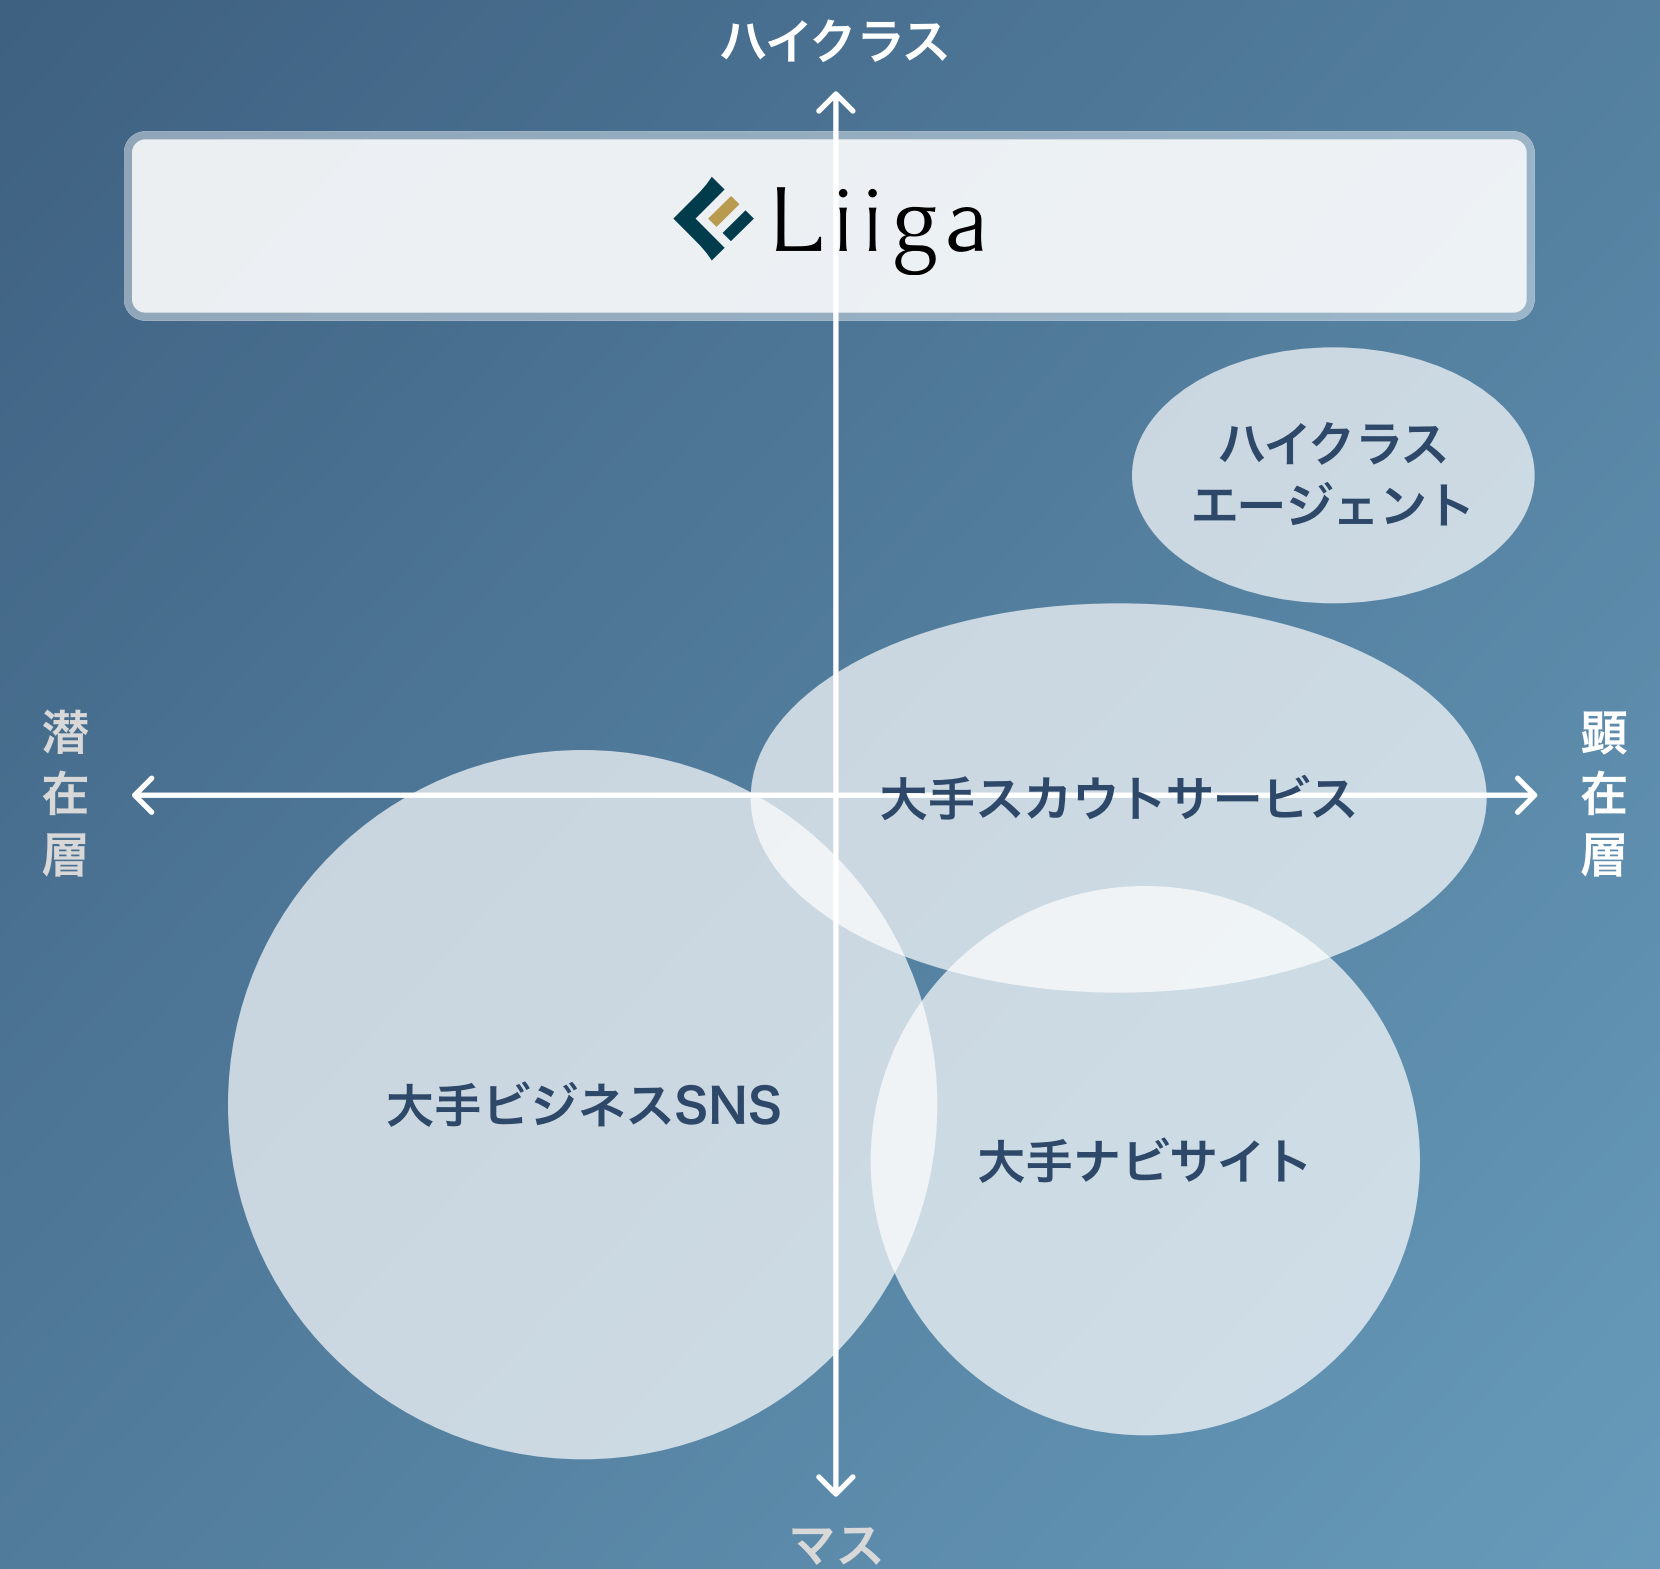 ハイクラス
Liiga
ハイクラス
エージェント
潜在層
顕在層
大手スカウトサービス
大手ビジネスSNS
大手ナビサイト
マス